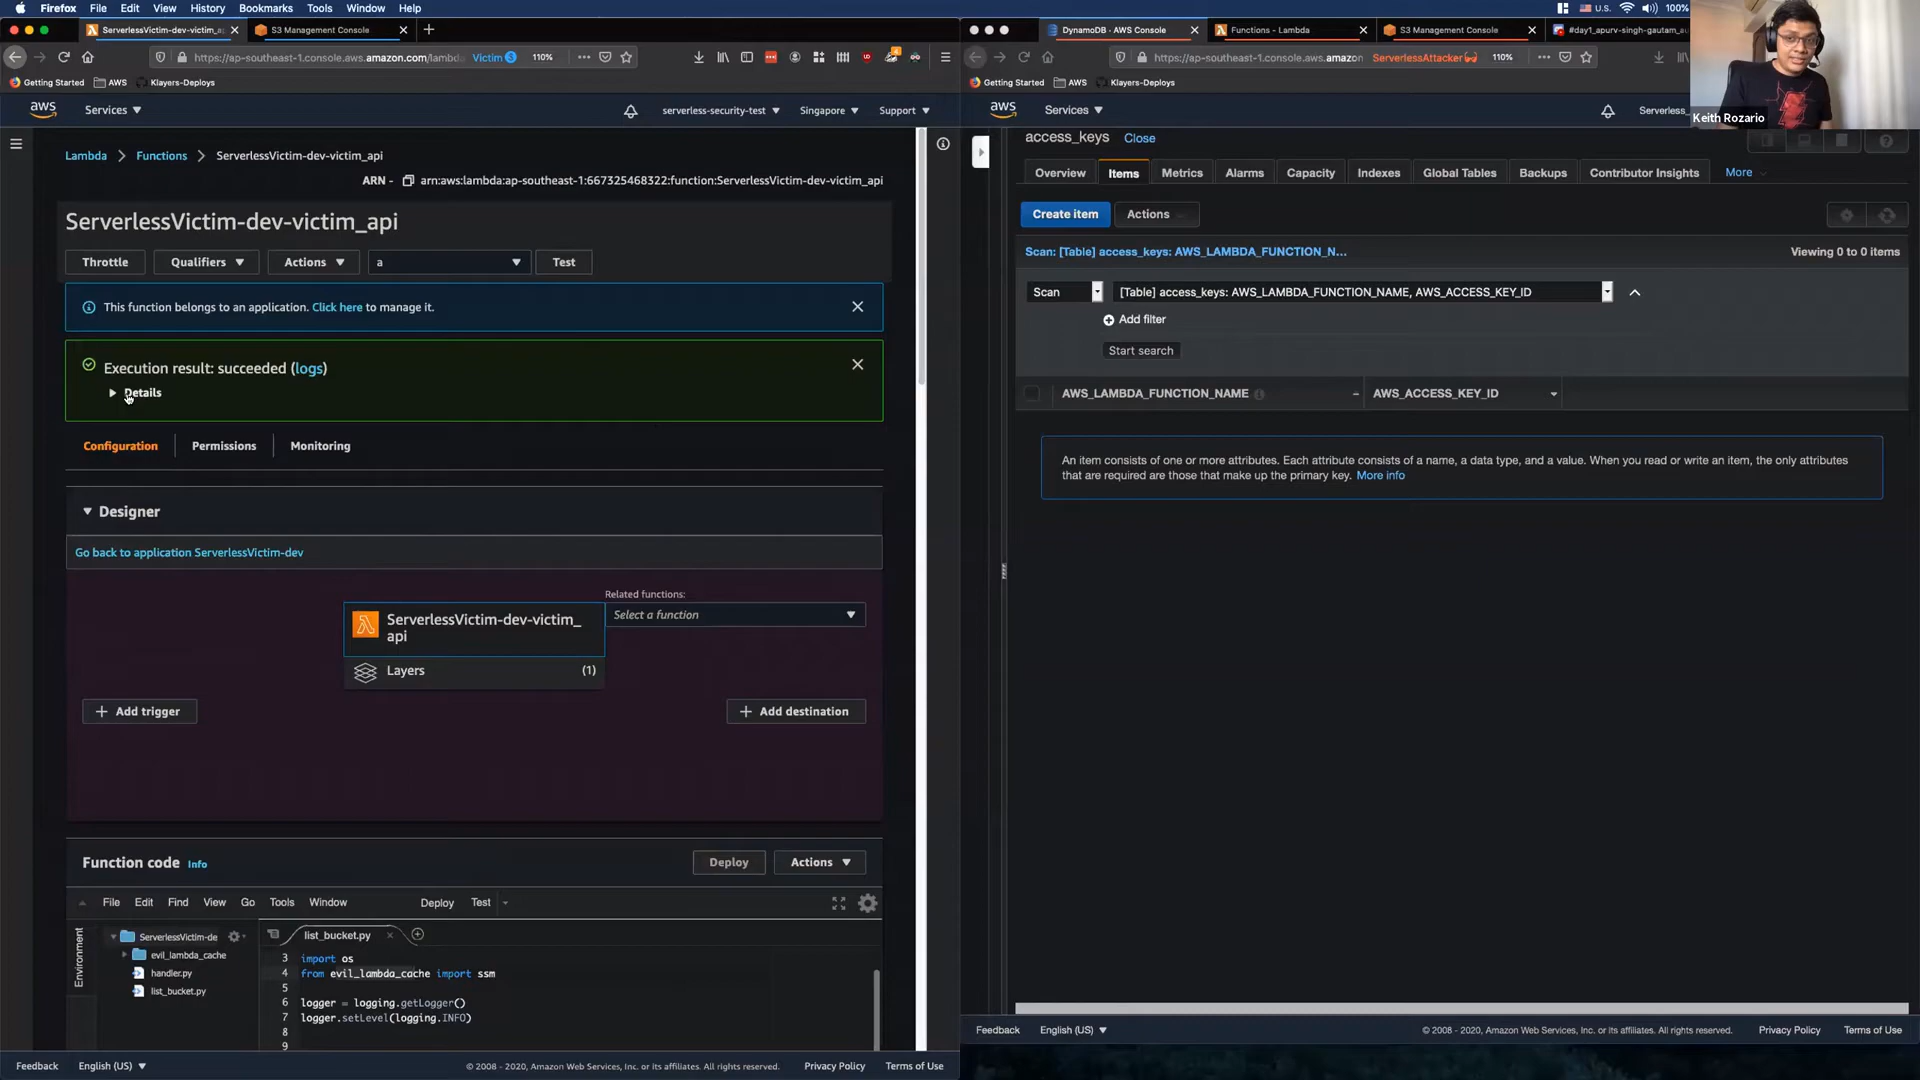 Firefox File Edit View History Bookmarks Tools Window Help
U.S. 100%
ServerlessVictim-dev-victim_a
S3 Management Console
https://ap-southeast-1.console.aws.amazon.com/lambd
Victim
110%
Getting Started AWS Klayers-Deploys
aws Services
serverless-security-test Singapore Support
Lambda Functions ServerlessVictim-dev-victim_api
ARN - arn:aws:lambda:ap-southeast-1:667325468322:function:ServerlessVictim-dev-victim_api
ServerlessVictim-dev-victim_api
Throttle Qualifiers Actions a Test
This function belongs to an application. Click here to manage it.
Execution result: succeeded (logs)
Details
Configuration Permissions Monitoring
Designer
Go back to application ServerlessVictim-dev
Related functions:
Select a function
ServerlessVictim-dev-victim_
api
Layers (1)
+ Add trigger
+ Add destination
Function code Info
Deploy Actions
File Edit Find View Go Tools Window Deploy Test
Environment
ServerlessVictim-de
evil_lambda_cache
handler.py
list_bucket.py
list_bucket.py
3 import os
4 from evil_lambda_cache import ssm
5
6 logger = logging.getLogger()
7 logger.setLevel(logging.INFO)
8
9
Feedback English (US) © 2008 - 2020, Amazon Web Services, Inc. or its affiliates. All rights reserved. Privacy Policy Terms of Use
DynamoDB - AWS Console
Functions - Lambda
S3 Management Console
#day1_apurv-singh-gautam_au
https://ap-southeast-1.console.aws.amazon
ServerlessAttacker
110%
Getting Started AWS Klayers-Deploys
aws Services
Serverless_
Keith Rozario
access_keys Close
Overview Items Metrics Alarms Capacity Indexes Global Tables Backups Contributor Insights More
Create item Actions
Scan: [Table] access_keys: AWS_LAMBDA_FUNCTION_N...
Viewing 0 to 0 items
Scan [Table] access_keys: AWS_LAMBDA_FUNCTION_NAME, AWS_ACCESS_KEY_ID
Add filter
Start search
AWS_LAMBDA_FUNCTION_NAME AWS_ACCESS_KEY_ID
An item consists of one or more attributes. Each attribute consists of a name, a data type, and a value. When you read or write an item, the only attributes
that are required are those that make up the primary key. More info
Feedback English (US) © 2008 - 2020, Amazon Web Services, Inc. or its affiliates. All rights reserved. Privacy Policy Terms of Use